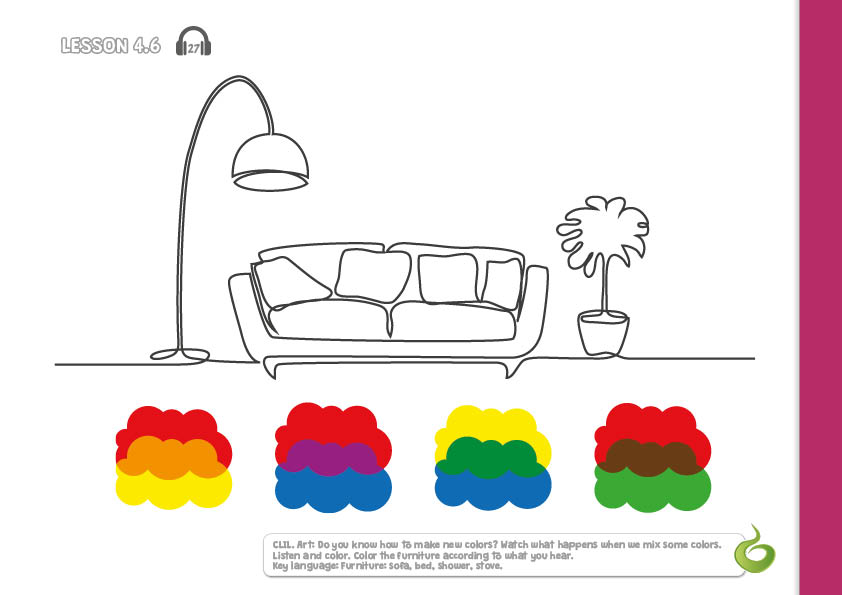 LESSON 4.6
27
CLIL. Art: Do you know how to make new colors? Watch what happens when we mix some colors.
Listen and color. Color the furniture according to what you hear.
Key language: Furniture: sofa, bed, shower, stove.